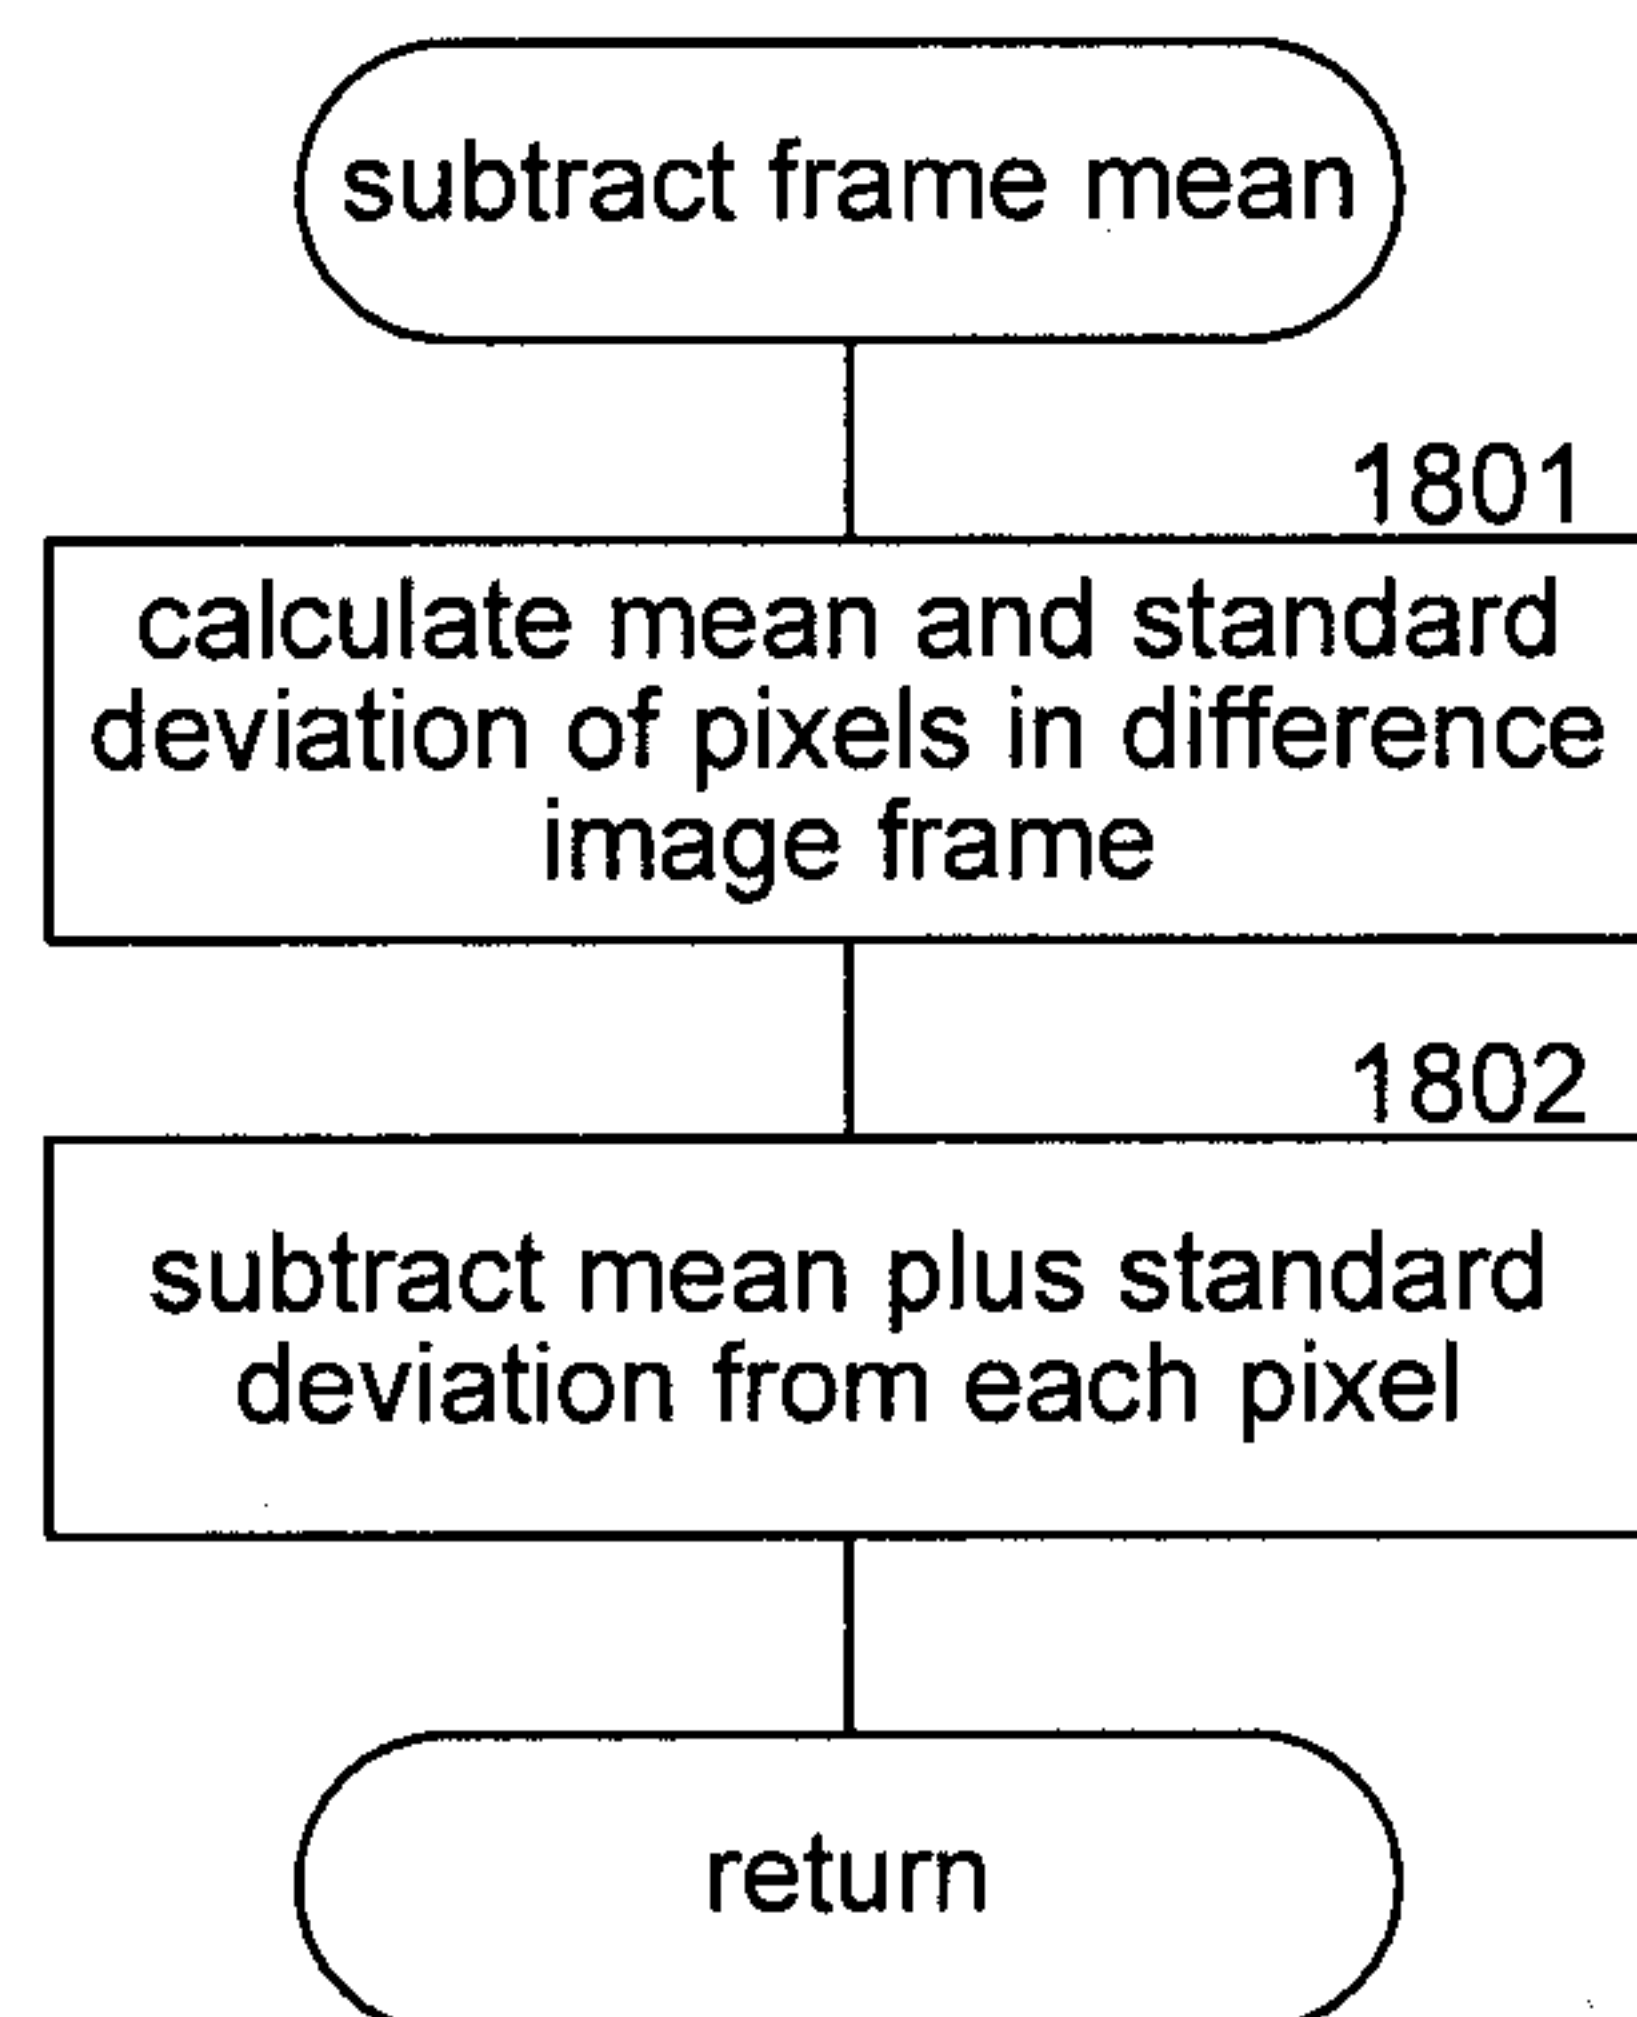 subtract frame mean
1801
calculate mean and standard
deviation of pixels in difference
image frame
1802
subtract mean plus standard
deviation from each pixel
return